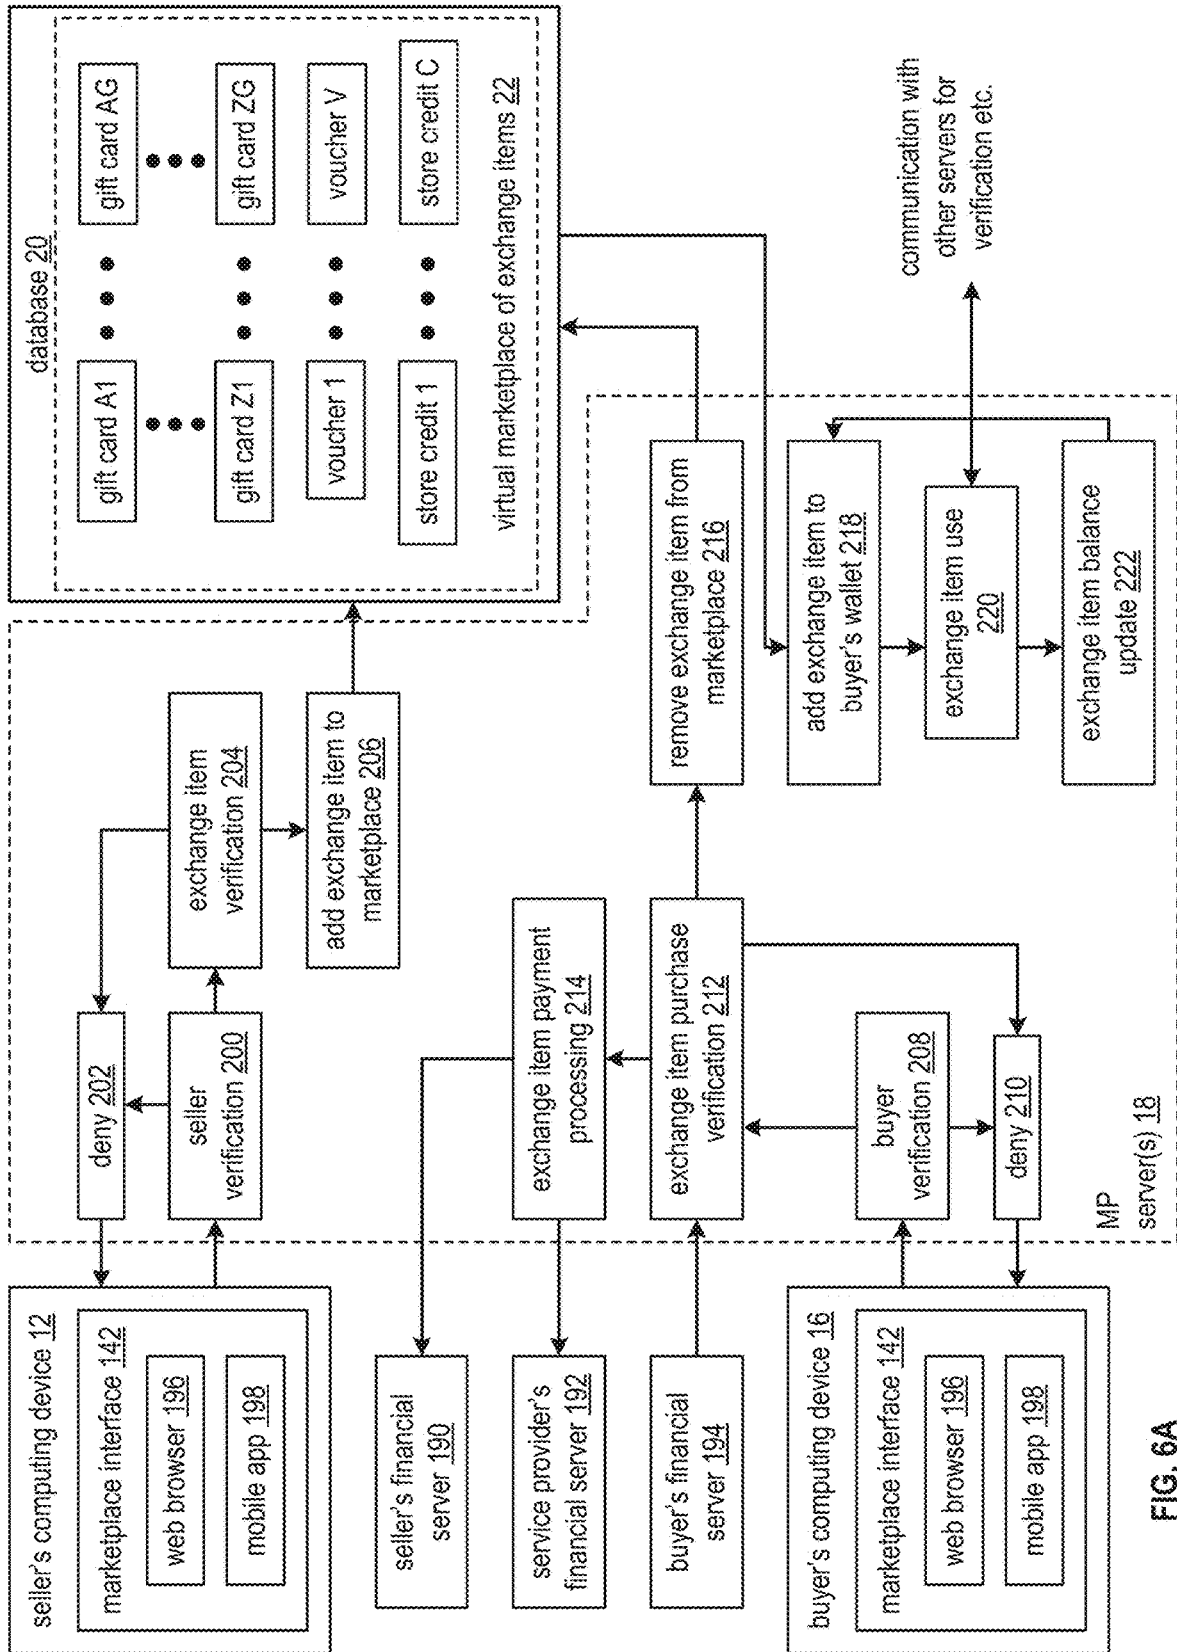 seller's computing device 12
marketplace interface 142
web browser 196
mobile app 198
deny 202
seller
verification 200
exchange item
verification 204
add exchange item to
marketplace 206
database 20
gift card A1
gift card AG
gift card Z1
gift card ZG
voucher 1
voucher V
store credit 1
store credit C
virtual marketplace of exchange items 22
seller's financial
server 190
service provider's
financial server 192
buyer's financial
server 194
exchange item payment
processing 214
exchange item purchase
verification 212
remove exchange item from
marketplace 216
add exchange item to
buyer's wallet 218
exchange item use
220
exchange item balance
update 222
communication with
other servers for
verification etc.
buyer's computing device 16
marketplace interface 142
web browser 196
mobile app 198
buyer
verification 208
deny 210
MP
server(s) 18
FIG. 6A